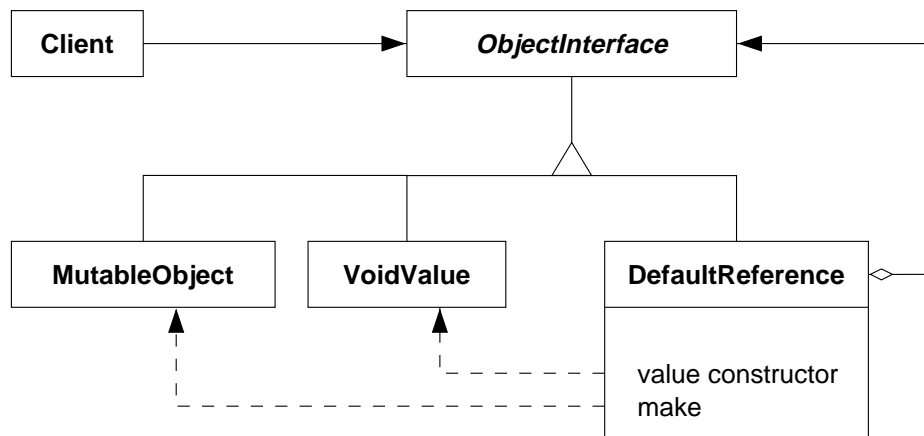 Client
ObjectInterface
MutableObject
VoidValue
DefaultReference
value constructor
make